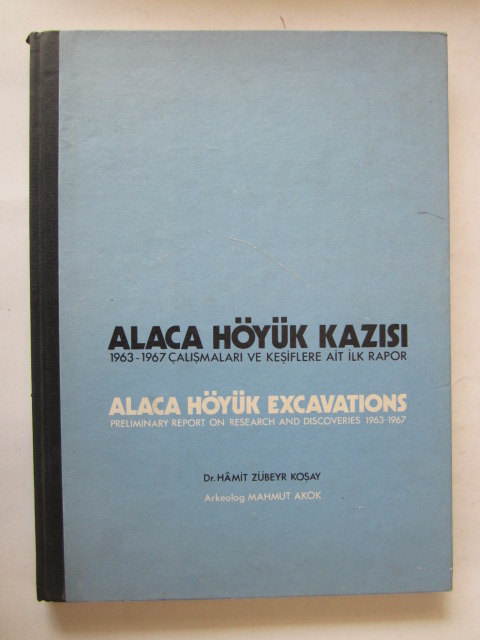 ALACA HÖYÜK KAZISI
1963-1967 ÇALIŞMALARI VE KEŞİFLERE AİT İLK RAPOR
ALACA HÖYÜK EXCAVATIONS
PRELIMINARY REPORT ON RESEARCH AND DISCOVERIES 1963-1967
Dr. HÂMİT ZÜBEYR KOŞAY
Arkeolog MAHMUT AKOK